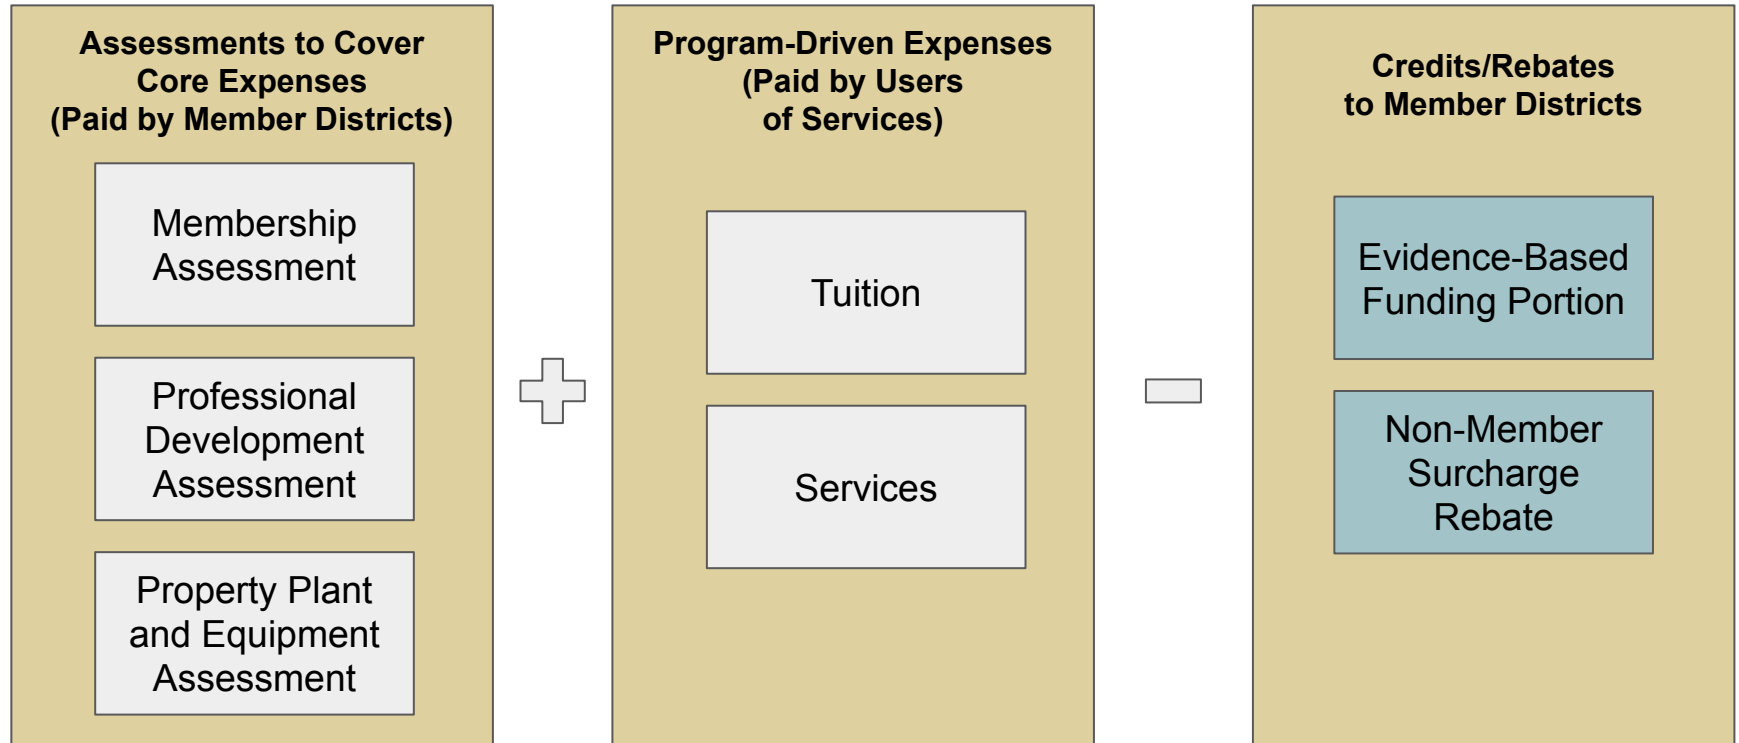 Assessments to Cover
Core Expenses
(Paid by Member Districts)
Membership
Assessment
Professional
Development
Assessment
Property Plant
and Equipment
Assessment
Program-Driven Expenses
(Paid by Users
of Services)
Tuition
Services
Credits/Rebates
to Member Districts
Evidence-Based
Funding Portion
Non-Member
Surcharge
Rebate